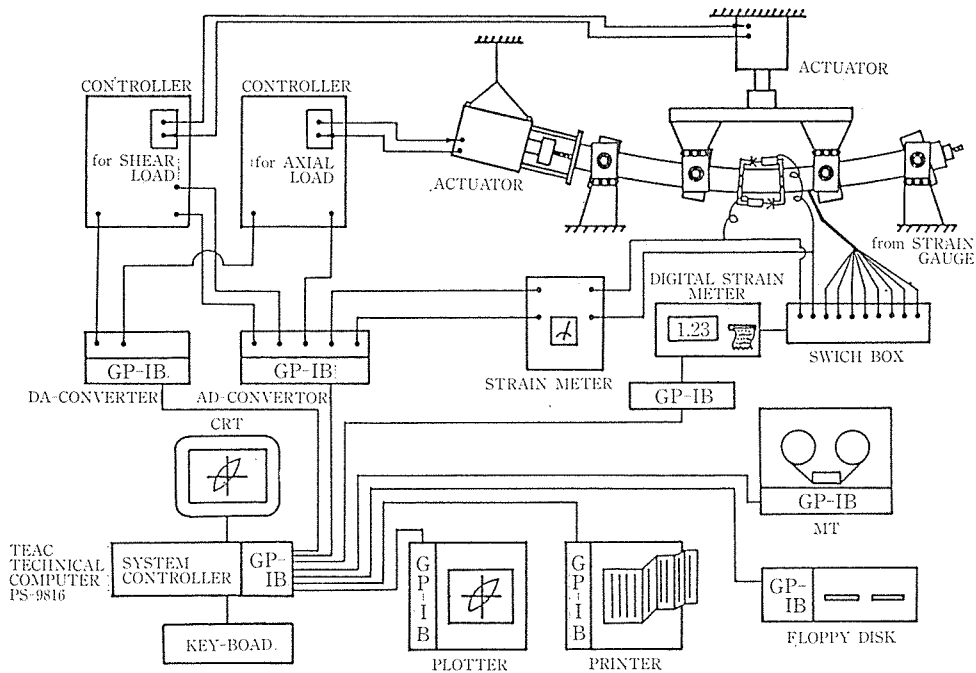 CONTROLLER
for SHEAR
LOAD
CONTROLLER
for AXIAL
LOAD
ACTUATOR
ACTUATOR
from STRAIN
GAUGE
DIGITAL STRAIN
METER
1.23
SWICH BOX
STRAIN METER
GP-IB
DA-CONVERTER
GP-IB
AD-CONVERTOR
GP-IB
CRT
GP-IB
MT
TEAC
TECHNICAL
COMPUTER
PS-9816
SYSTEM
CONTROLLER
GP-
IB
KEY-BOAD
GP-IB
PLOTTER
GP-IB
PRINTER
GP-
IB
FLOPPY DISK